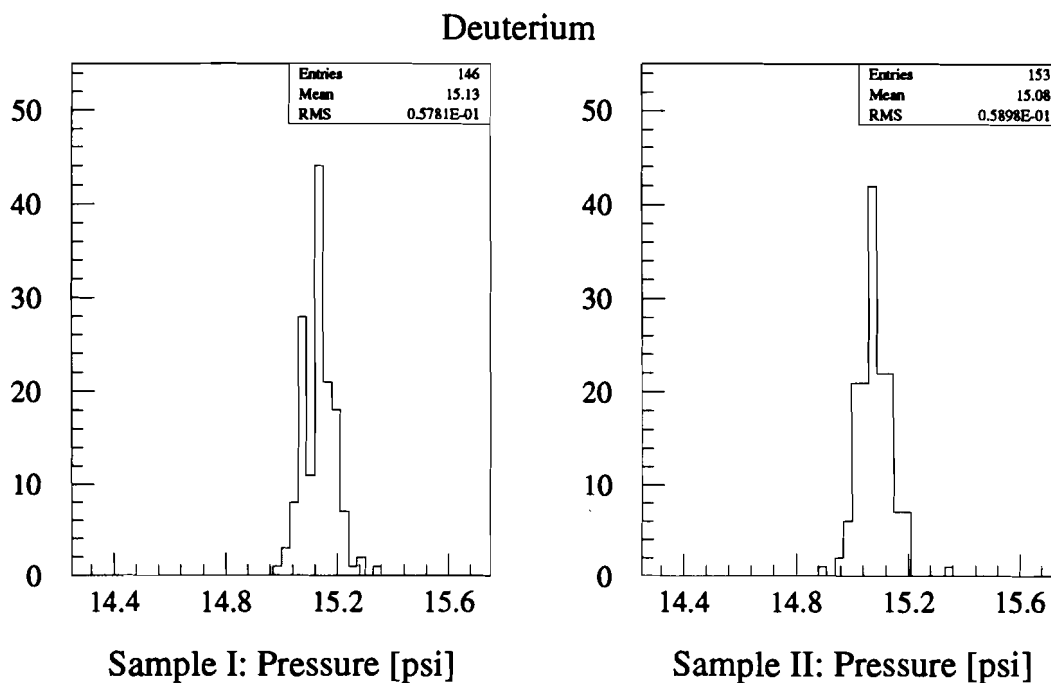 Deuterium
Entries 146
Mean 15.13
RMS 0.5781E-01
50
40
30
20
10
0
14.4 14.8 15.2 15.6
Sample I: Pressure [psi]
Entries 153
Mean 15.08
RMS 0.5898E-01
50
40
30
20
10
0
14.4 14.8 15.2 15.6
Sample II: Pressure [psi]